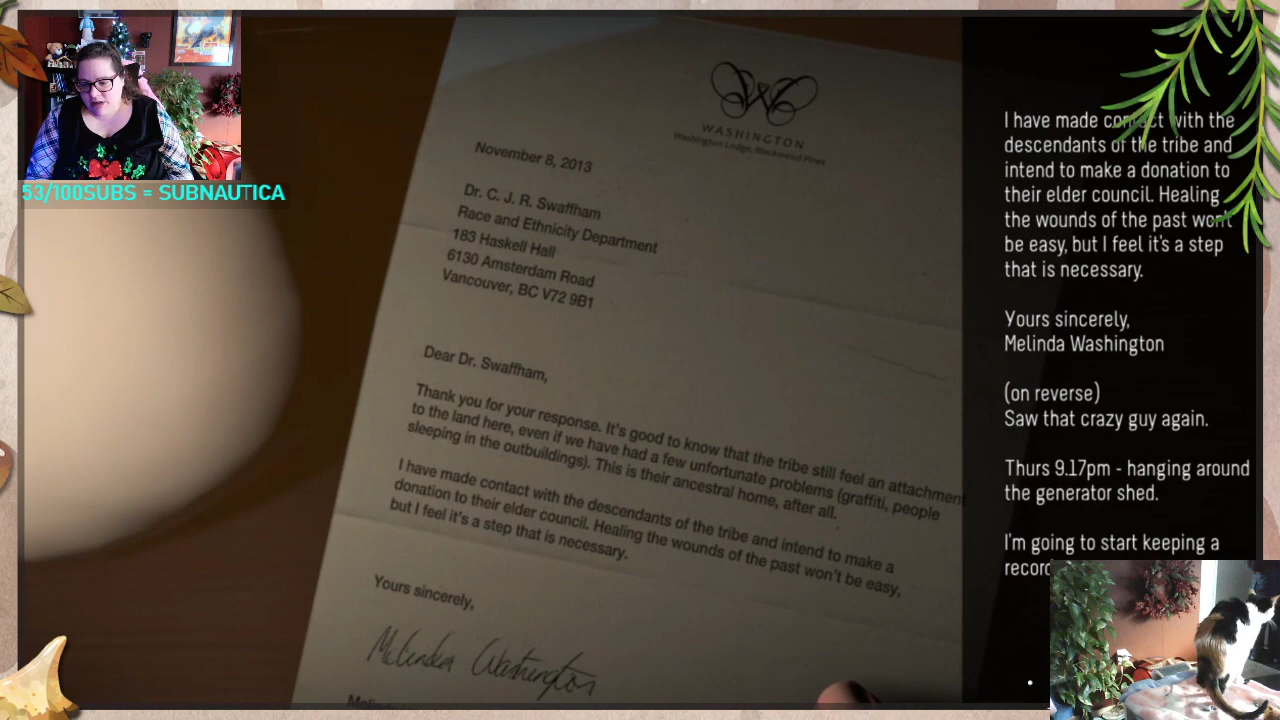 53/100SUBS = SUBNAUTICA
W
WASHINGTON
Washington Lodge, Blackwood Pines
November 8, 2013
Dr. C. J. R. Swaffham
Race and Ethnicity Department
183 Haskell Hall
6130 Amsterdam Road
Vancouver, BC V72 9B1
Dear Dr. Swaffham,
Thank you for your response. It's good to know that the tribe still feel an attachment
to the land here, even if we have had a few unfortunate problems (graffiti, people
sleeping in the outbuildings). This is their ancestral home, after all.
I have made contact with the descendants of the tribe and intend to make a
donation to their elder council. Healing the wounds of the past won't be easy,
but I feel it's a step that is necessary.
Yours sincerely,
Melinda Washington
I have made contact with the
descendants of the tribe and
intend to make a donation to
their elder council. Healing
the wounds of the past won't
be easy, but I feel it's a step
that is necessary.
Yours sincerely,
Melinda Washington
(on reverse)
Saw that crazy guy again.
Thurs 9.17pm - hanging around
the generator shed.
I'm going to start keeping a